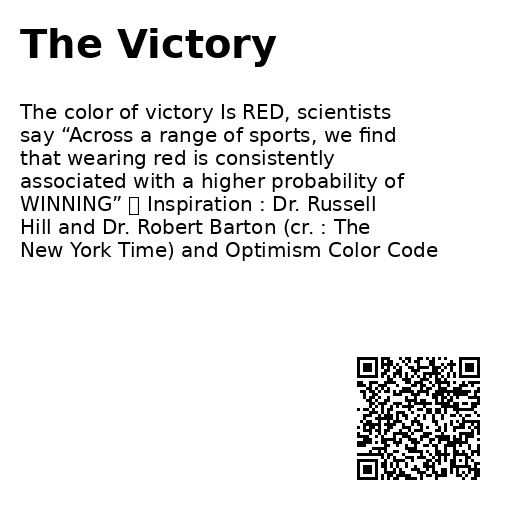 The Victory
The color of victory Is RED, scientists
say “Across a range of sports, we find
that wearing red is consistently
associated with a higher probability of
WINNING” Inspiration : Dr. Russell
Hill and Dr. Robert Barton (cr. : The
New York Time) and Optimism Color Code